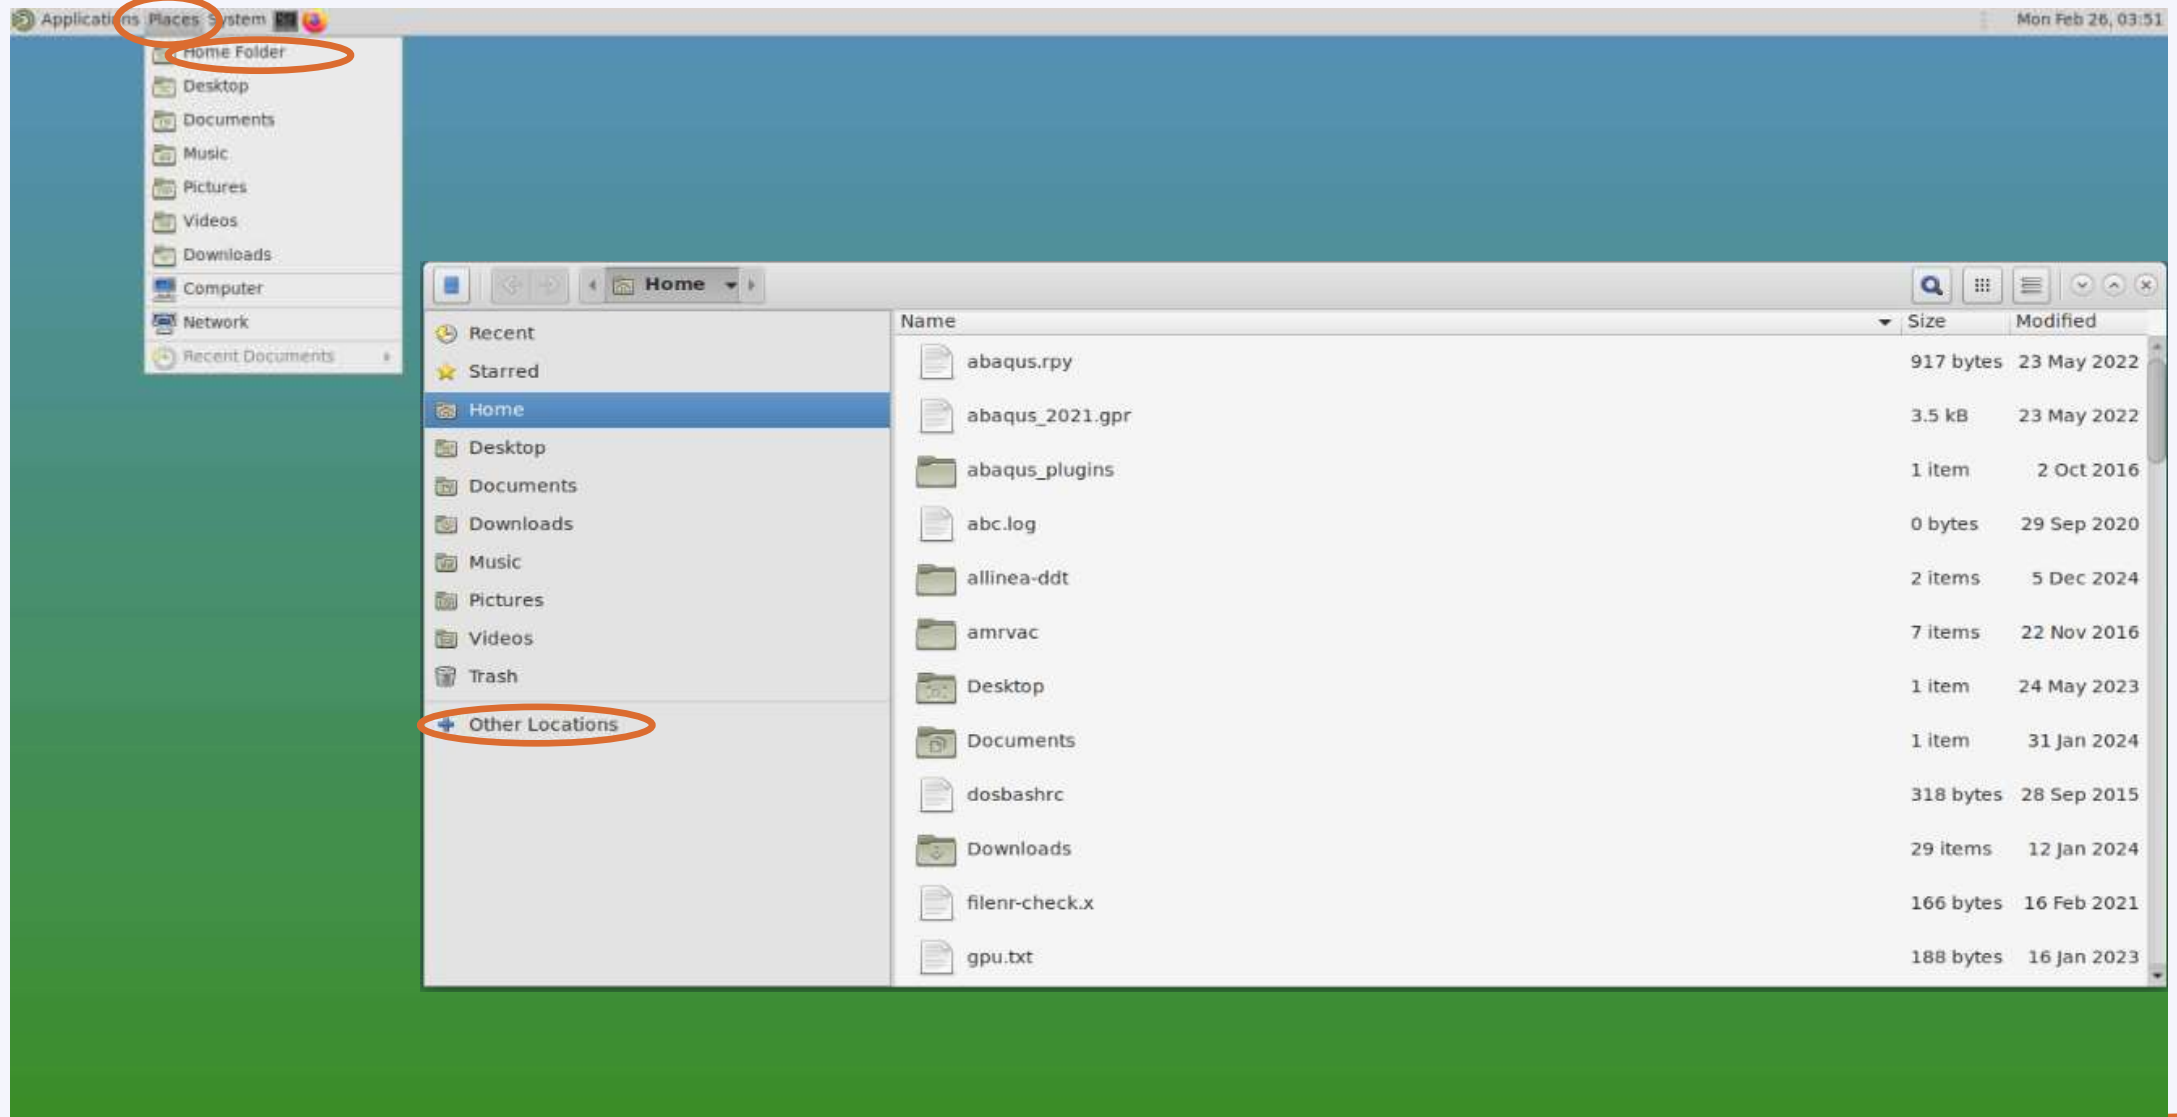 Applications Places System Mon Feb 26, 03:51
Home Folder
Desktop
Documents
Music
Pictures
Videos
Downloads
Computer
Network
Recent Documents
Home
Recent
Starred
Home
Desktop
Documents
Downloads
Music
Pictures
Videos
Trash
Other Locations
Name Size Modified
abaqus.rpy 917 bytes 23 May 2022
abaqus_2021.gpr 3.5 kB 23 May 2022
abaqus_plugins 1 item 2 Oct 2016
abc.log 0 bytes 29 Sep 2020
allinea-ddt 2 items 5 Dec 2024
amrvac 7 items 22 Nov 2016
Desktop 1 item 24 May 2023
Documents 1 item 31 Jan 2024
dosbashrc 318 bytes 28 Sep 2015
Downloads 29 items 12 Jan 2024
filenr-check.x 166 bytes 16 Feb 2021
gpu.txt 188 bytes 16 Jan 2023